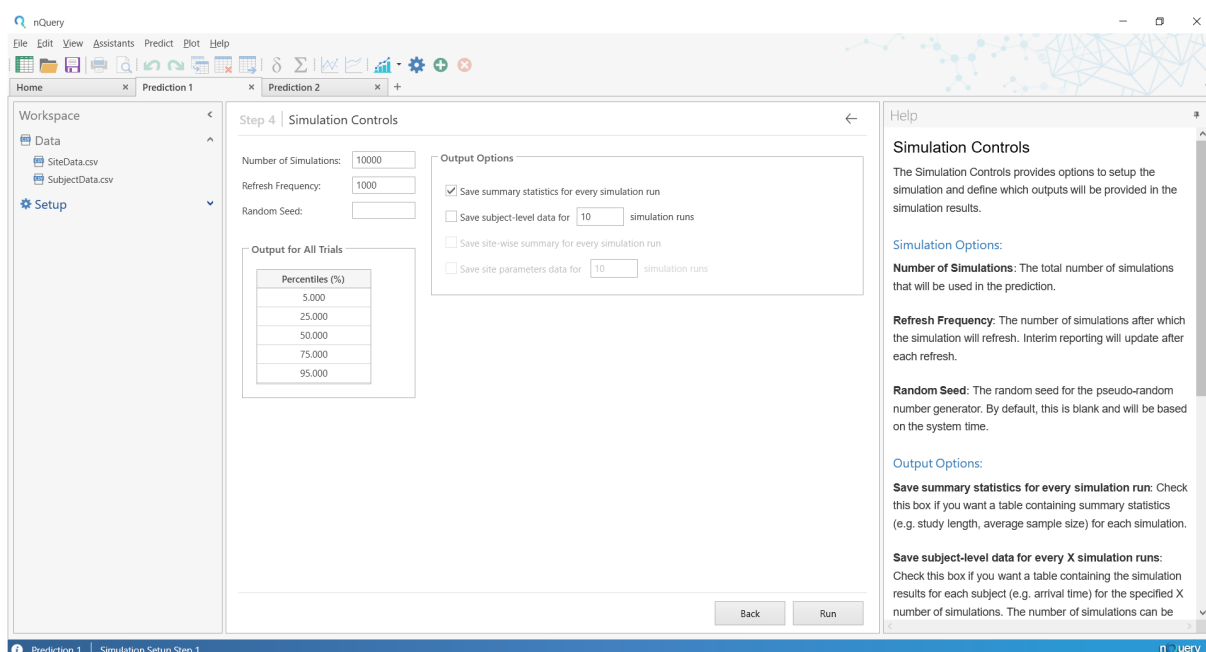 nQuery
File Edit View Assistants Predict Plot Help
Home × Prediction 1 × Prediction 2 × +
Workspace
Data
SiteData.csv
SubjectData.csv
Setup
Step 4 | Simulation Controls
Number of Simulations: 10000
Refresh Frequency: 1000
Random Seed:
Output for All Trials
Percentiles (%)
5.000
25.000
50.000
75.000
95.000
Output Options
Save summary statistics for every simulation run
Save subject-level data for 10 simulation runs
Save site-wise summary for every simulation run
Save site parameters data for 10 simulation runs
Back Run
Help
Simulation Controls
The Simulation Controls provides options to setup the
simulation and define which outputs will be provided in the
simulation results.
Simulation Options:
Number of Simulations: The total number of simulations
that will be used in the prediction.
Refresh Frequency: The number of simulations after which
the simulation will refresh. Interim reporting will update after
each refresh.
Random Seed: The random seed for the pseudo-random
number generator. By default, this is blank and will be based
on the system time.
Output Options:
Save summary statistics for every simulation run: Check
this box if you want a table containing summary statistics
(e.g. study length, average sample size) for each simulation.
Save subject-level data for every X simulation runs:
Check this box if you want a table containing the simulation
results for each subject (e.g. arrival time) for the specified X
number of simulations. The number of simulations can be
Prediction 1 | Simulation Setup Step 1
nQuery